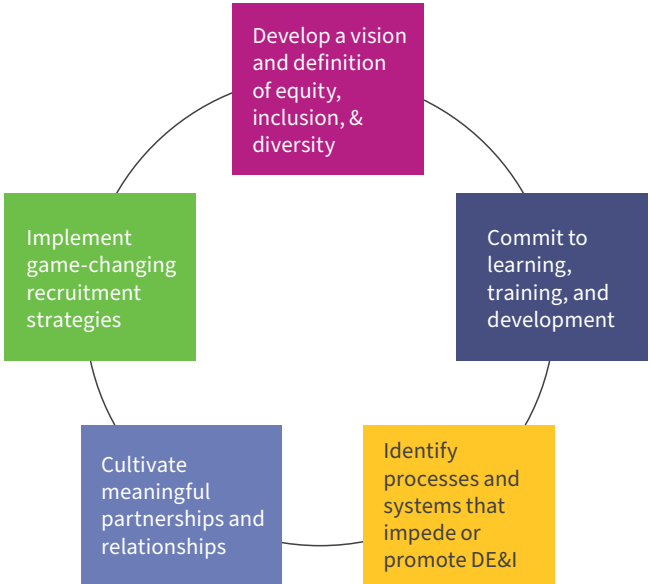 Develop a vision
and definition
of equity,
inclusion, &
diversity
Commit to
learning,
training, and
development
Identify
processes and
systems that
impede or
promote DE&I
Cultivate
meaningful
partnerships and
relationships
Implement
game-changing
recruitment
strategies